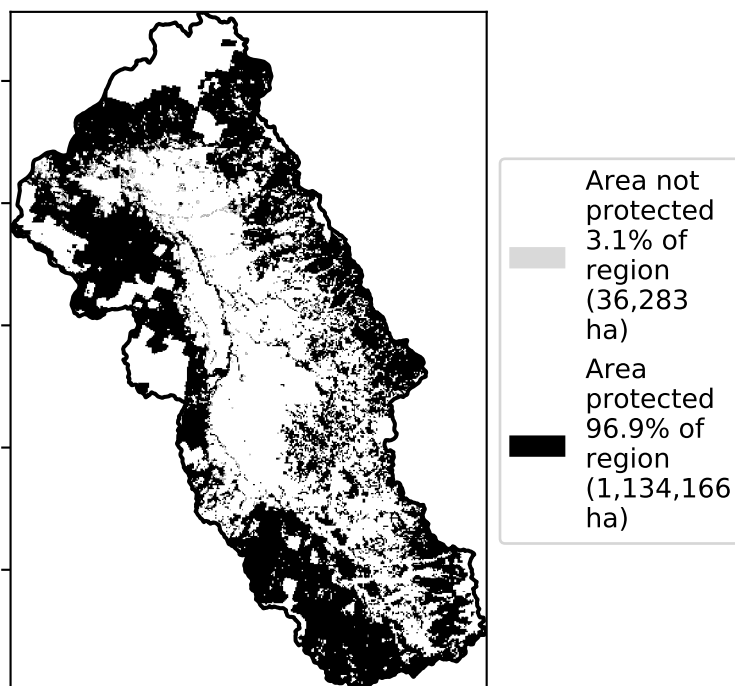 Area not
protected
3.1% of
region
(36,283
ha)
Area
protected
96.9% of
region
(1,134,166
ha)